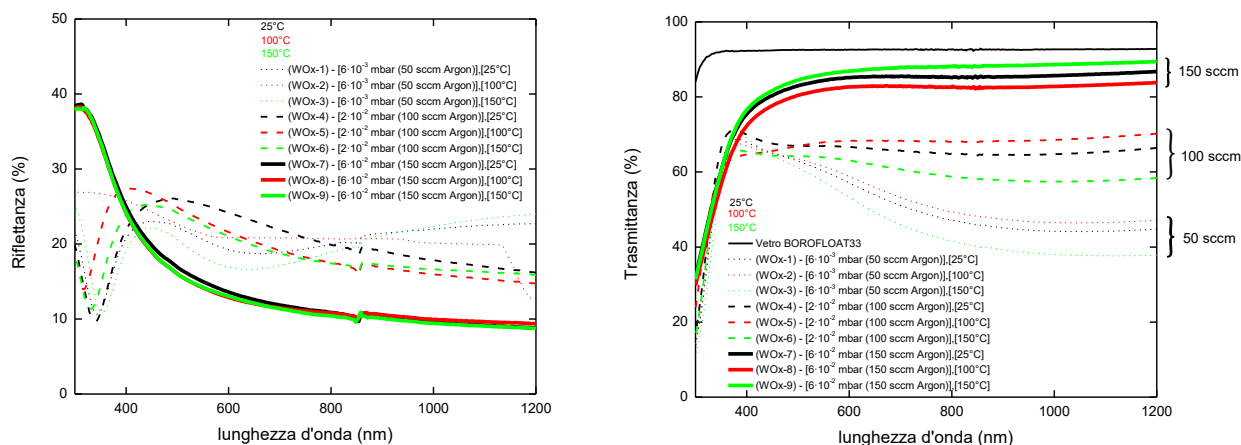 50
40
30
20
10
0
Riflettanza (%)
25°C
100°C
150°C
(WOx-1) - [6·10⁻³ mbar (50 sccm Argon)],[25°C]
(WOx-2) - [6·10⁻³ mbar (50 sccm Argon)],[100°C]
(WOx-3) - [6·10⁻³ mbar (50 sccm Argon)],[150°C]
(WOx-4) - [2·10⁻² mbar (100 sccm Argon)],[25°C]
(WOx-5) - [2·10⁻² mbar (100 sccm Argon)],[100°C]
(WOx-6) - [2·10⁻² mbar (100 sccm Argon)],[150°C]
(WOx-7) - [6·10⁻² mbar (150 sccm Argon)],[25°C]
(WOx-8) - [6·10⁻² mbar (150 sccm Argon)],[100°C]
(WOx-9) - [6·10⁻² mbar (150 sccm Argon)],[150°C]
400 600 800 1000 1200
lunghezza d'onda (nm)
100
80
60
40
20
0
Trasmittanza (%)
150 sccm
100 sccm
50 sccm
25°C
100°C
150°C
Vetro BOROFLOAT33
(WOx-1) - [6·10⁻³ mbar (50 sccm Argon)],[25°C]
(WOx-2) - [6·10⁻³ mbar (50 sccm Argon)],[100°C]
(WOx-3) - [6·10⁻³ mbar (50 sccm Argon)],[150°C]
(WOx-4) - [2·10⁻² mbar (100 sccm Argon)],[25°C]
(WOx-5) - [2·10⁻² mbar (100 sccm Argon)],[100°C]
(WOx-6) - [2·10⁻² mbar (100 sccm Argon)],[150°C]
(WOx-7) - [6·10⁻² mbar (150 sccm Argon)],[25°C]
(WOx-8) - [6·10⁻² mbar (150 sccm Argon)],[100°C]
(WOx-9) - [6·10⁻² mbar (150 sccm Argon)],[150°C]
400 600 800 1000 1200
lunghezza d'onda (nm)